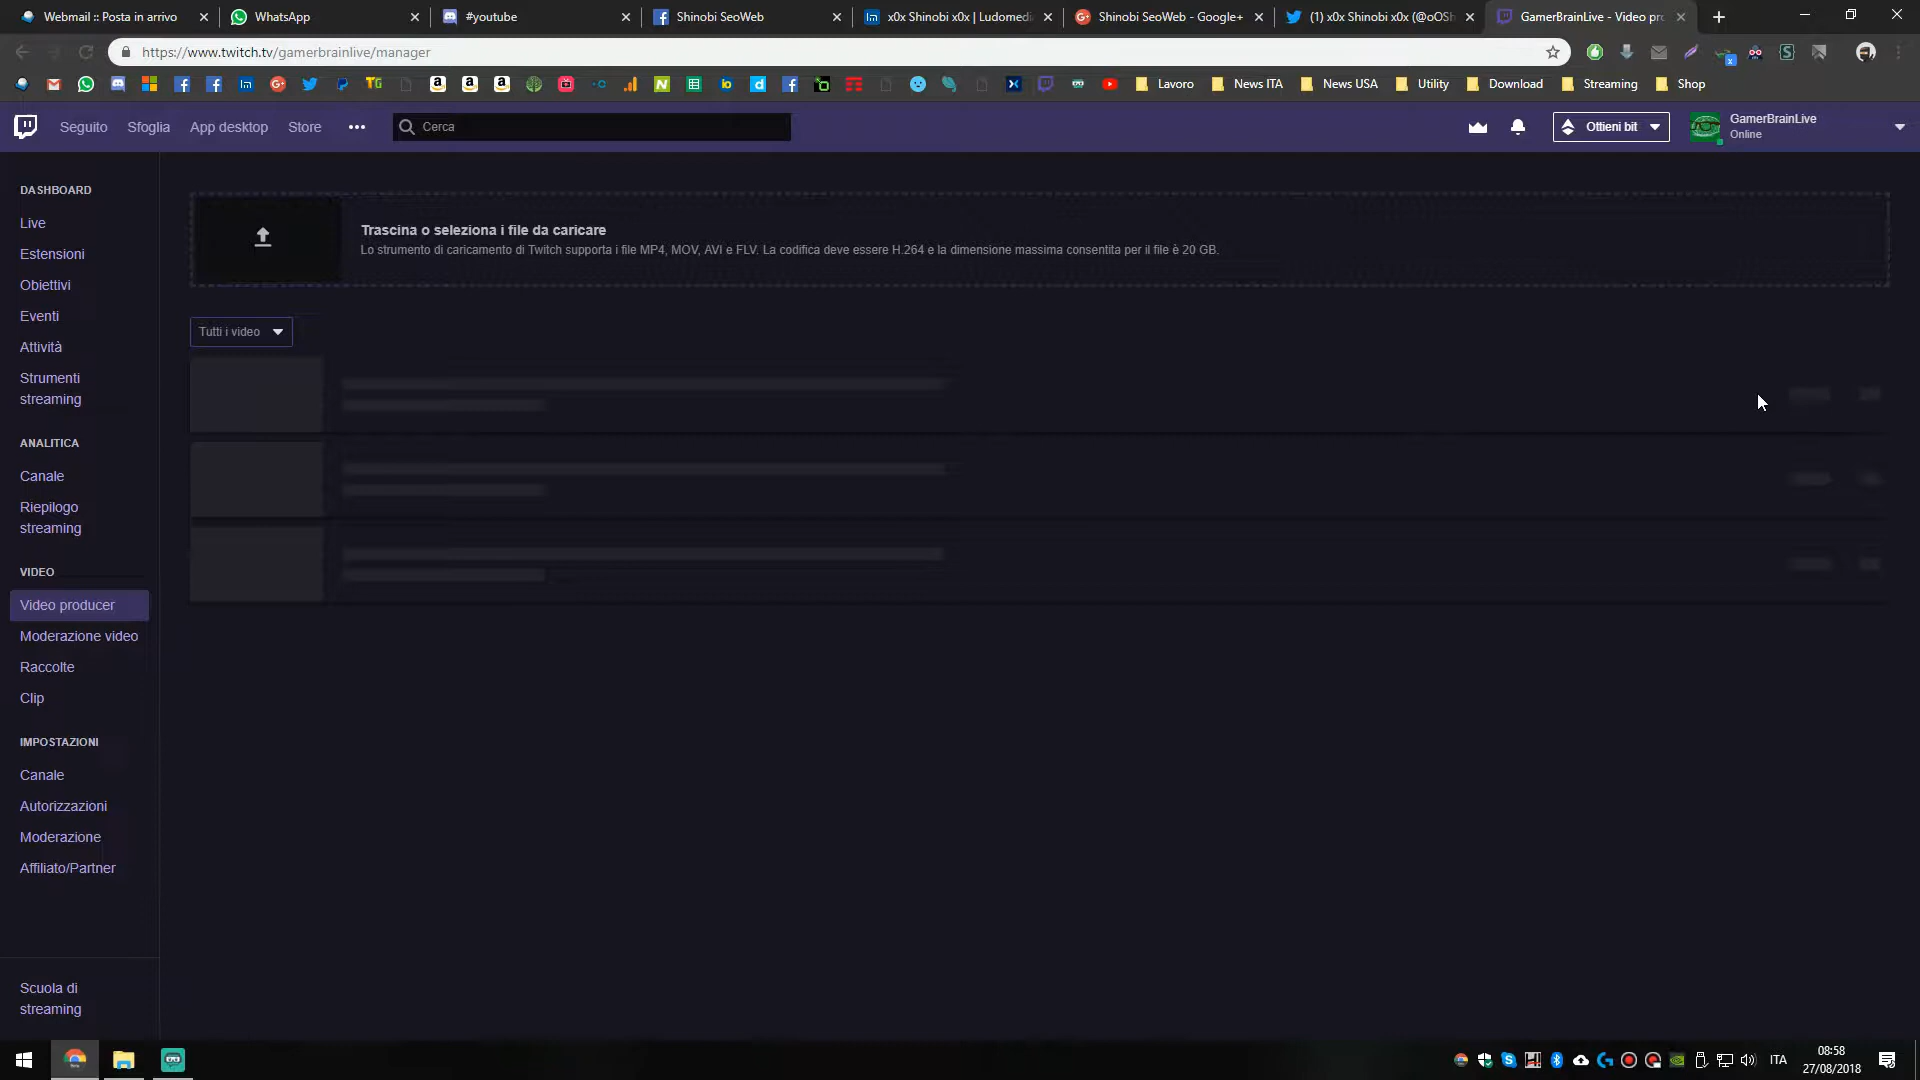 Webmail :: Posta in arrivo
WhatsApp
#youtube
Shinobi SeoWeb
x0x Shinobi x0x | Ludomedi
Shinobi SeoWeb - Google+
(1) x0x Shinobi x0x (@oOSh
GamerBrainLive - Video pro
https://www.twitch.tv/gamerbrainlive/manager
Lavoro
News ITA
News USA
Utility
Download
Streaming
Shop
Seguito
Sfoglia
App desktop
Store
Cerca
Ottieni bit
GamerBrainLive
Online
DASHBOARD
Live
Estensioni
Obiettivi
Eventi
Attività
Strumenti
streaming
ANALITICA
Canale
Riepilogo
streaming
VIDEO
Video producer
Moderazione video
Raccolte
Clip
IMPOSTAZIONI
Canale
Autorizzazioni
Moderazione
Affiliato/Partner
Scuola di
streaming
Trascina o seleziona i file da caricare
Lo strumento di caricamento di Twitch supporta i file MP4, MOV, AVI e FLV. La codifica deve essere H.264 e la dimensione massima consentita per il file è 20 GB.
Tutti i video
ITA
08:58
27/08/2018